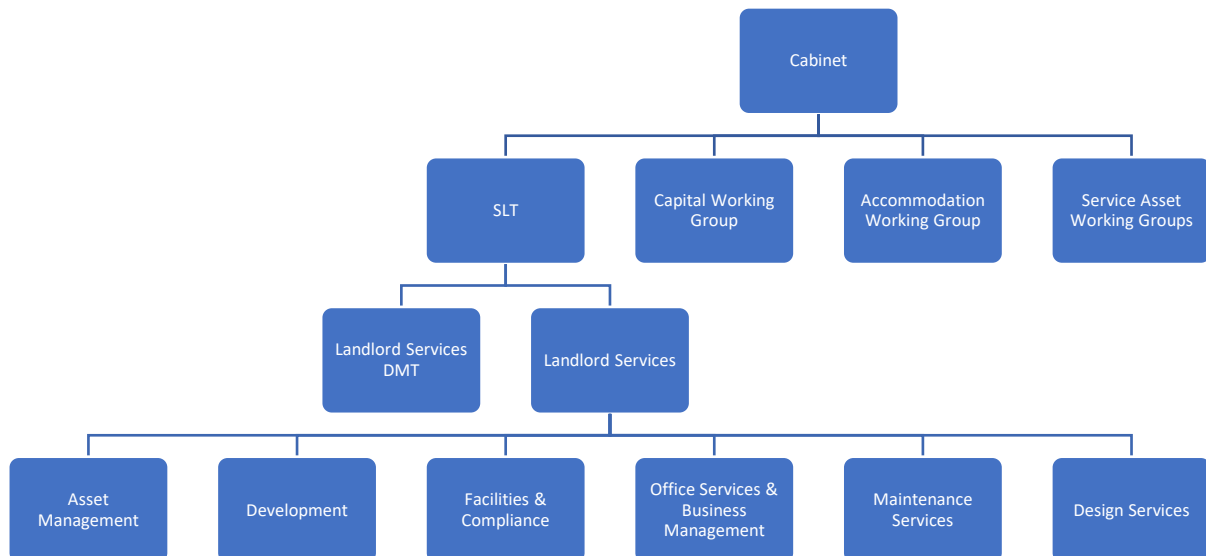 Cabinet
SLT
Capital Working
Group
Accommodation
Working Group
Service Asset
Working Groups
Landlord Services
DMT
Landlord Services
Asset
Management
Development
Facilities &
Compliance
Office Services &
Business
Management
Maintenance
Services
Design Services